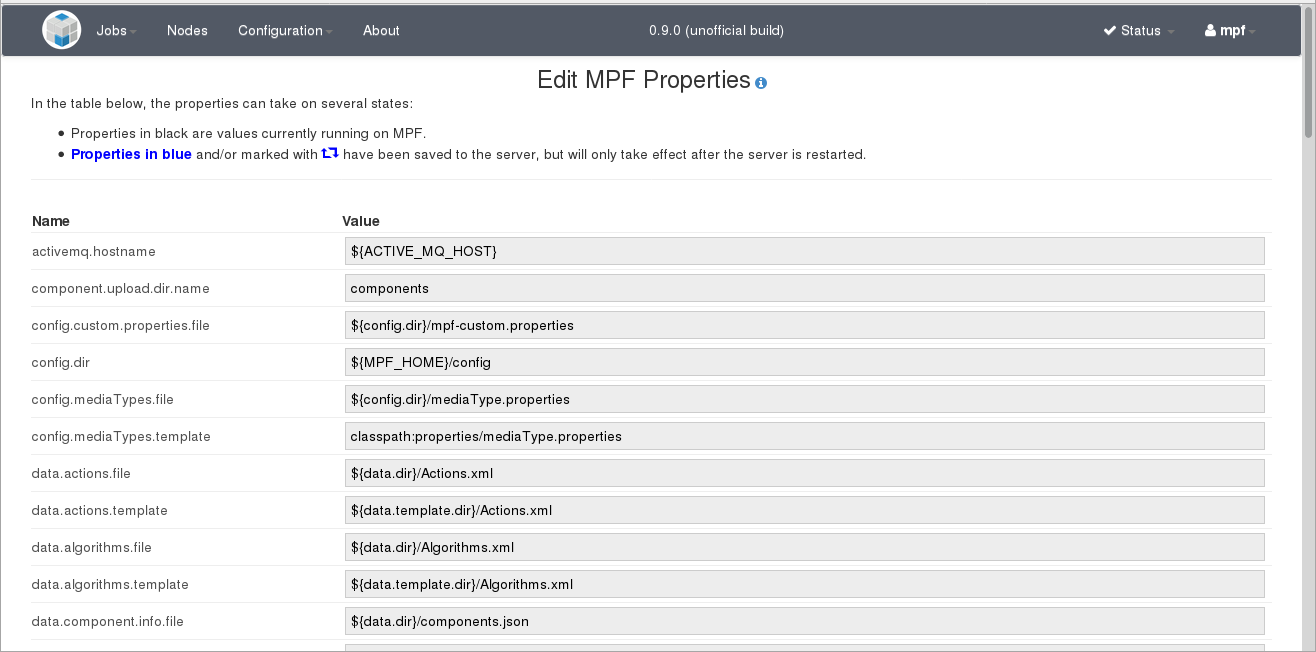 Jobs Nodes Configuration About 0.9.0 (unofficial build) Status mpf
Edit MPF Properties
In the table below, the properties can take on several states:
• Properties in black are values currently running on MPF.
• Properties in blue and/or marked with have been saved to the server, but will only take effect after the server is restarted.
Name Value
activemq.hostname ${ACTIVE_MQ_HOST}
component.upload.dir.name components
config.custom.properties.file ${config.dir}/mpf-custom.properties
config.dir ${MPF_HOME}/config
config.mediaTypes.file ${config.dir}/mediaType.properties
config.mediaTypes.template classpath:properties/mediaType.properties
data.actions.file ${data.dir}/Actions.xml
data.actions.template ${data.template.dir}/Actions.xml
data.algorithms.file ${data.dir}/Algorithms.xml
data.algorithms.template ${data.template.dir}/Algorithms.xml
data.component.info.file ${data.dir}/components.json